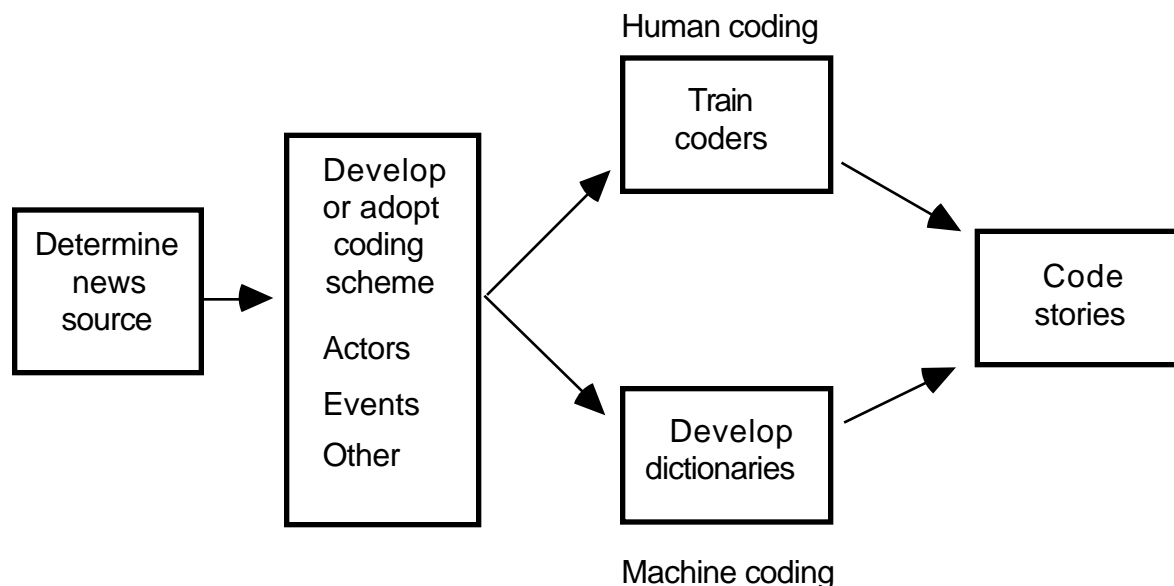 Determine
news
source
Develop
or adopt
coding
scheme
Actors
Events
Other
Human coding
Train
coders
Develop
dictionaries
Machine coding
Code
stories